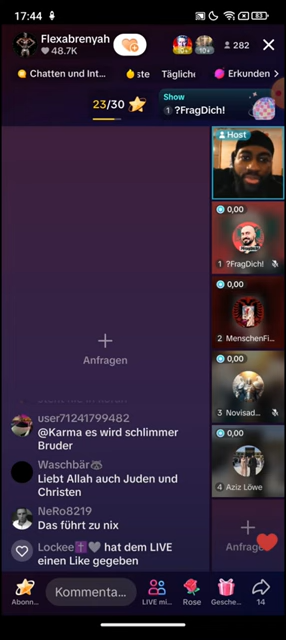 17:44
83
Flexabrenyah
48.7K
10+
282
Chatten und Int...
ste
Täglich
Erkunden >
23/30
Show
1 ?FragDich!
Host
0,00
1 ?FragDich!
0,00
2 MenschenFi...
0,00
3 Novisad...
0,00
4 Aziz Löwe
Anfragen
Anfrage
user71241799482
@Karma es wird schlimmer
Bruder
Waschbär🦝
Liebt Allah auch Juden und
Christen
NeRo8219
Das führt zu nix
Lockee✝️🩶 hat dem LIVE
einen Like gegeben
Abonn...
Kommenta...
LIVE mi...
Rose
Gesche...
14